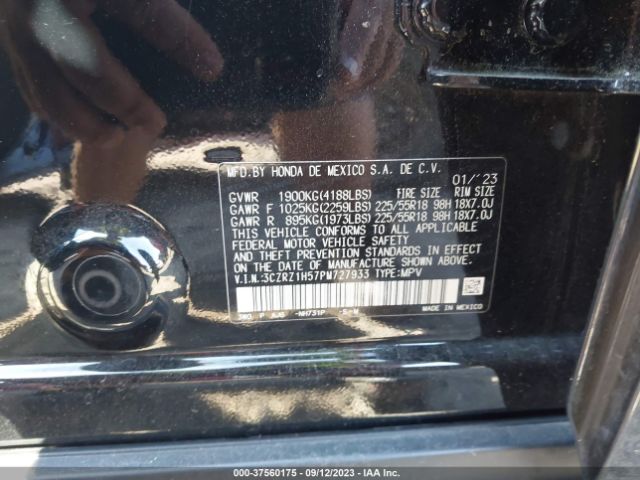 MFD.BY HONDA DE MEXICO S.A. DE C.V.
01/'23
GVWR 1900KG(4188LBS) TIRE SIZE RIM SIZE
GAWR F 1025KG(2259LBS) 225/55R18 98H 18X7.0J
GAWR R 895KG(1973LBS) 225/55R18 98H 18X7.0J
THIS VEHICLE CONFORMS TO ALL APPLICABLE
FEDERAL MOTOR VEHICLE SAFETY
AND THEFT PREVENTION STANDARDS IN EFFECT
ON THE DATE OF MANUFACTURE SHOWN ABOVE.
V.I.N.:3CZRZ1H57PM727933 TYPE:MPV
MADE IN MEXICO
NH731P
000-37560175 - 09/12/2023 - IAA Inc.